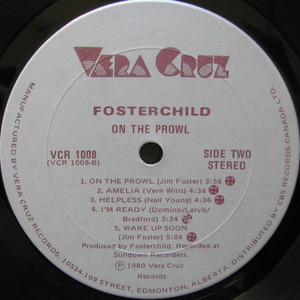 VERA CRUZ
FOSTERCHILD
ON THE PROWL
VCR 1008
(VCR 1008-B)
SIDE TWO
STEREO
1. ON THE PROWL (Jim Foster) 3:58
2. AMELIA (Vern Wills) 4:38
3. HELPLESS (Neil Young) 4:36
4. I'M READY (Domino/Larvis/
Bradford) 3:34
5. WAKE UP SOON
(Jim Foster) 5:04
Produced by Fosterchild. Recorded at
Sundown Recorders.
Ⓟ 1980 Vera Cruz
Records
MANUFACTURED BY VERA CRUZ RECORDS, 10534-109 STREET, EDMONTON, ALBERTA. DISTRIBUTED BY CBS RECORDS CANADA LTD.